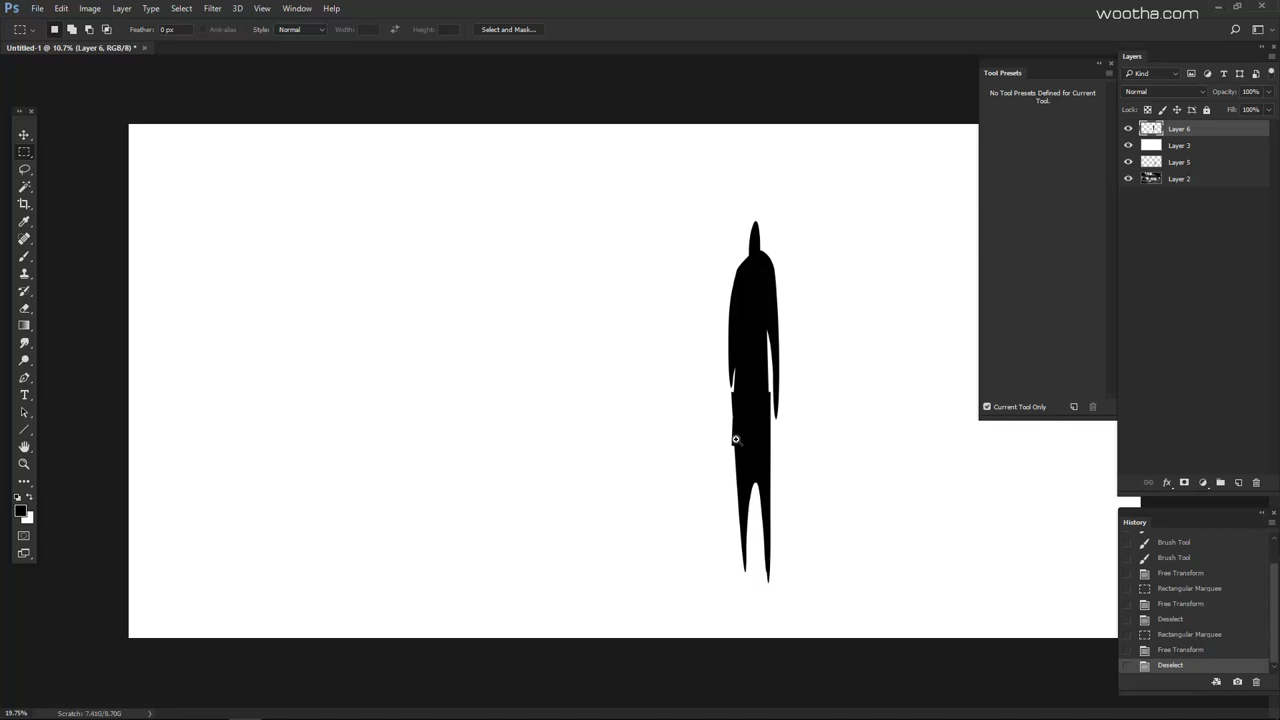 Ps File Edit Image Layer Type Select Filter 3D View Window Help
wootha.com
Feather: 0 px Anti-alias Style: Normal Width: Height: Select and Mask...
Untitled-1 @ 10.7% (Layer 6, RGB/8) *
Tool Presets
No Tool Presets Defined for Current
Tool.
Current Tool Only
Layers
Kind
Normal Opacity: 100%
Lock: Fill: 100%
Layer 6
Layer 3
Layer 5
Layer 2
History
Brush Tool
Brush Tool
Free Transform
Rectangular Marquee
Free Transform
Deselect
Rectangular Marquee
Free Transform
Deselect
19.75% Scratch: 7.41G/8.70G